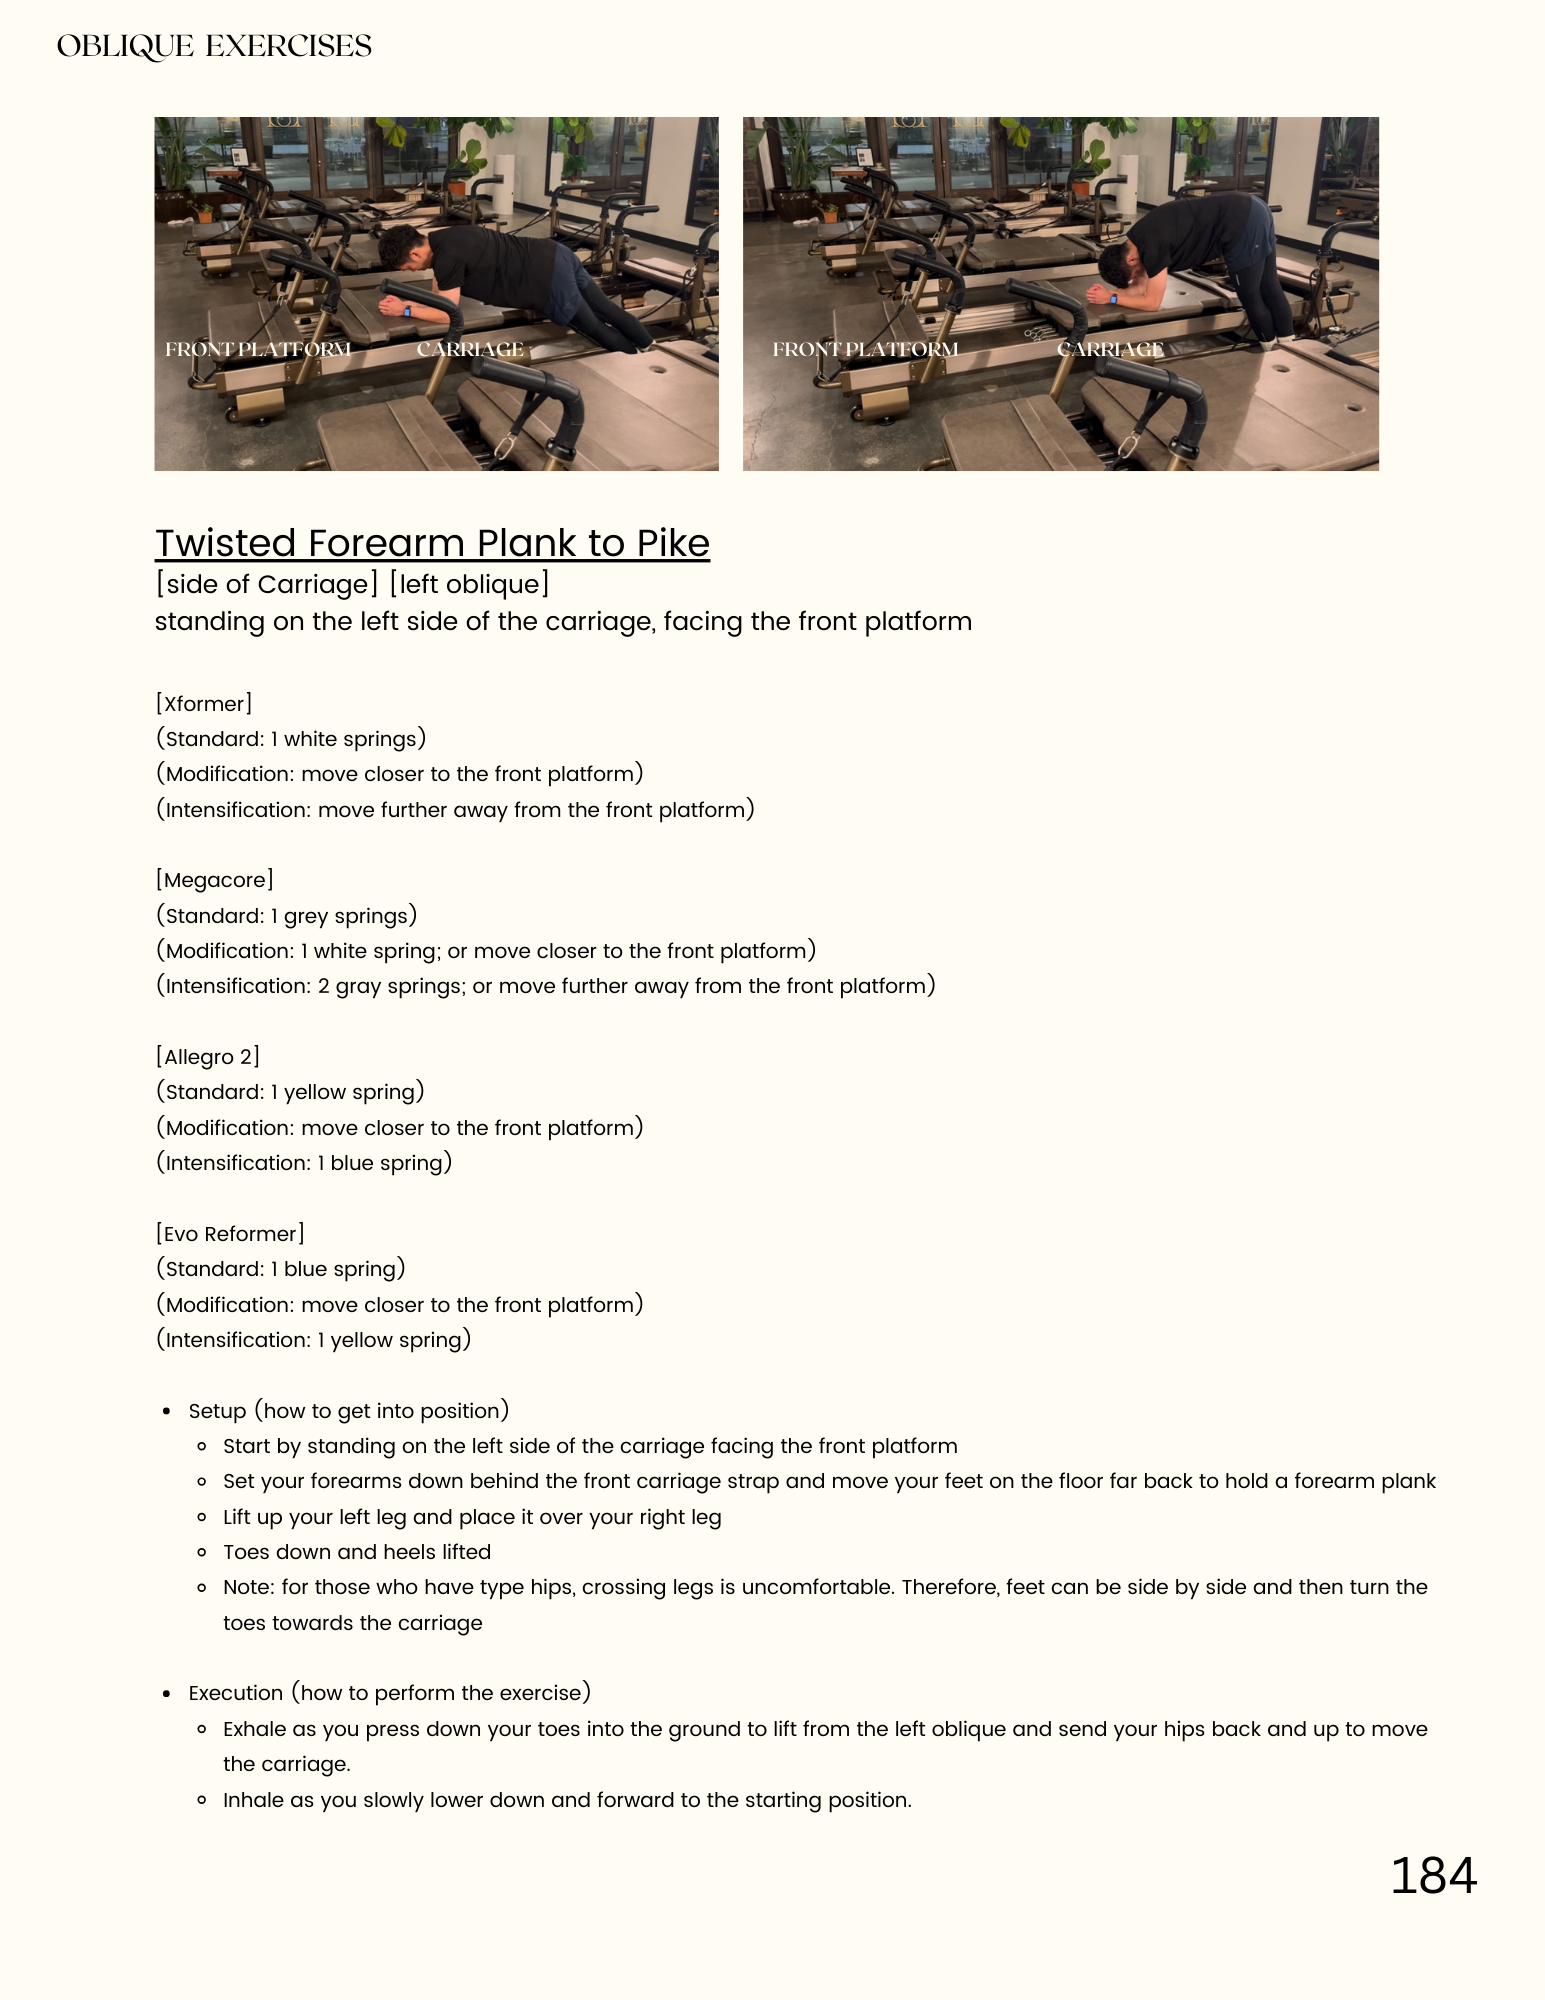 OBLIQUE EXERCISES
FRONT PLATFORM CARRIAGE
FRONT PLATFORM CARRIAGE
Twisted Forearm Plank to Pike
[side of Carriage] [left oblique]
standing on the left side of the carriage, facing the front platform
[Xformer]
(Standard: 1 white springs)
(Modification: move closer to the front platform)
(Intensification: move further away from the front platform)
[Megacore]
(Standard: 1 grey springs)
(Modification: 1 white spring; or move closer to the front platform)
(Intensification: 2 gray springs; or move further away from the front platform)
[Allegro 2]
(Standard: 1 yellow spring)
(Modification: move closer to the front platform)
(Intensification: 1 blue spring)
[Evo Reformer]
(Standard: 1 blue spring)
(Modification: move closer to the front platform)
(Intensification: 1 yellow spring)
• Setup (how to get into position)
◦ Start by standing on the left side of the carriage facing the front platform
◦ Set your forearms down behind the front carriage strap and move your feet on the floor far back to hold a forearm plank
◦ Lift up your left leg and place it over your right leg
◦ Toes down and heels lifted
◦ Note: for those who have type hips, crossing legs is uncomfortable. Therefore, feet can be side by side and then turn the
toes towards the carriage
• Execution (how to perform the exercise)
◦ Exhale as you press down your toes into the ground to lift from the left oblique and send your hips back and up to move
the carriage.
◦ Inhale as you slowly lower down and forward to the starting position.
184